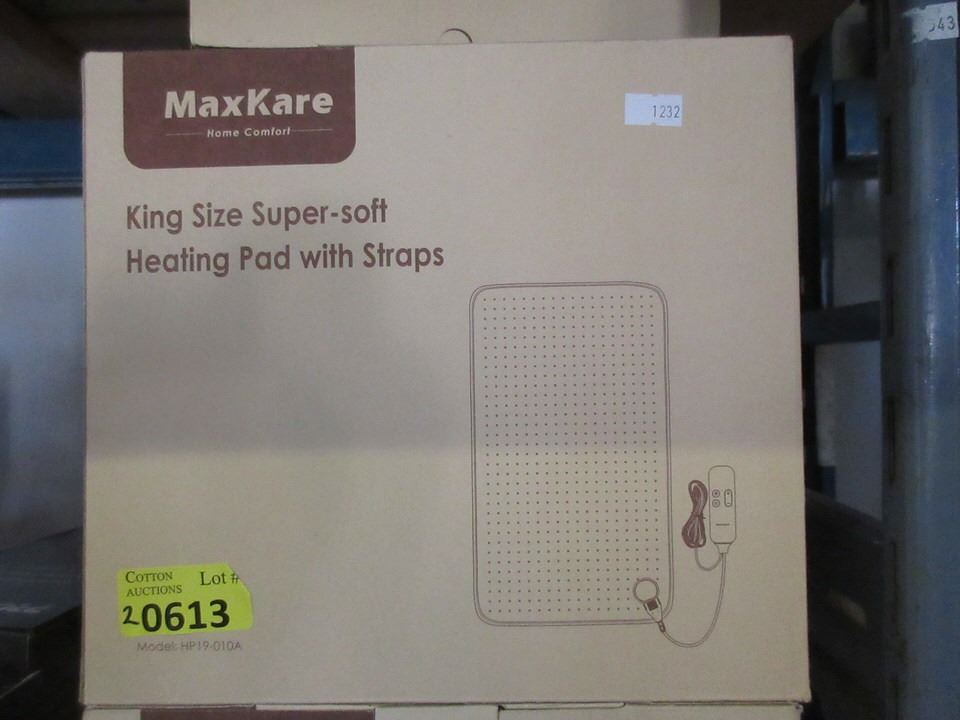 MaxKare
Home Comfort
1232
King Size Super-soft
Heating Pad with Straps
COTTON AUCTIONS Lot #
20613
Model: HP19-010A